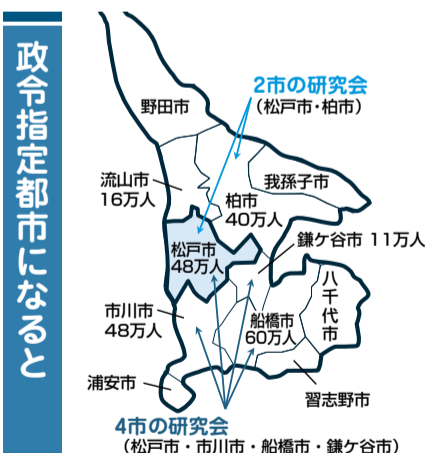 政令指定都市になると
2市の研究会
（松戸市・柏市）
野田市
流山市
16万人
柏市
40万人
我孫子市
松戸市
48万人
鎌ケ谷市 11万人
市川市
48万人
船橋市
60万人
八千代市
浦安市
習志野市
4市の研究会
（松戸市・市川市・船橋市・鎌ケ谷市）